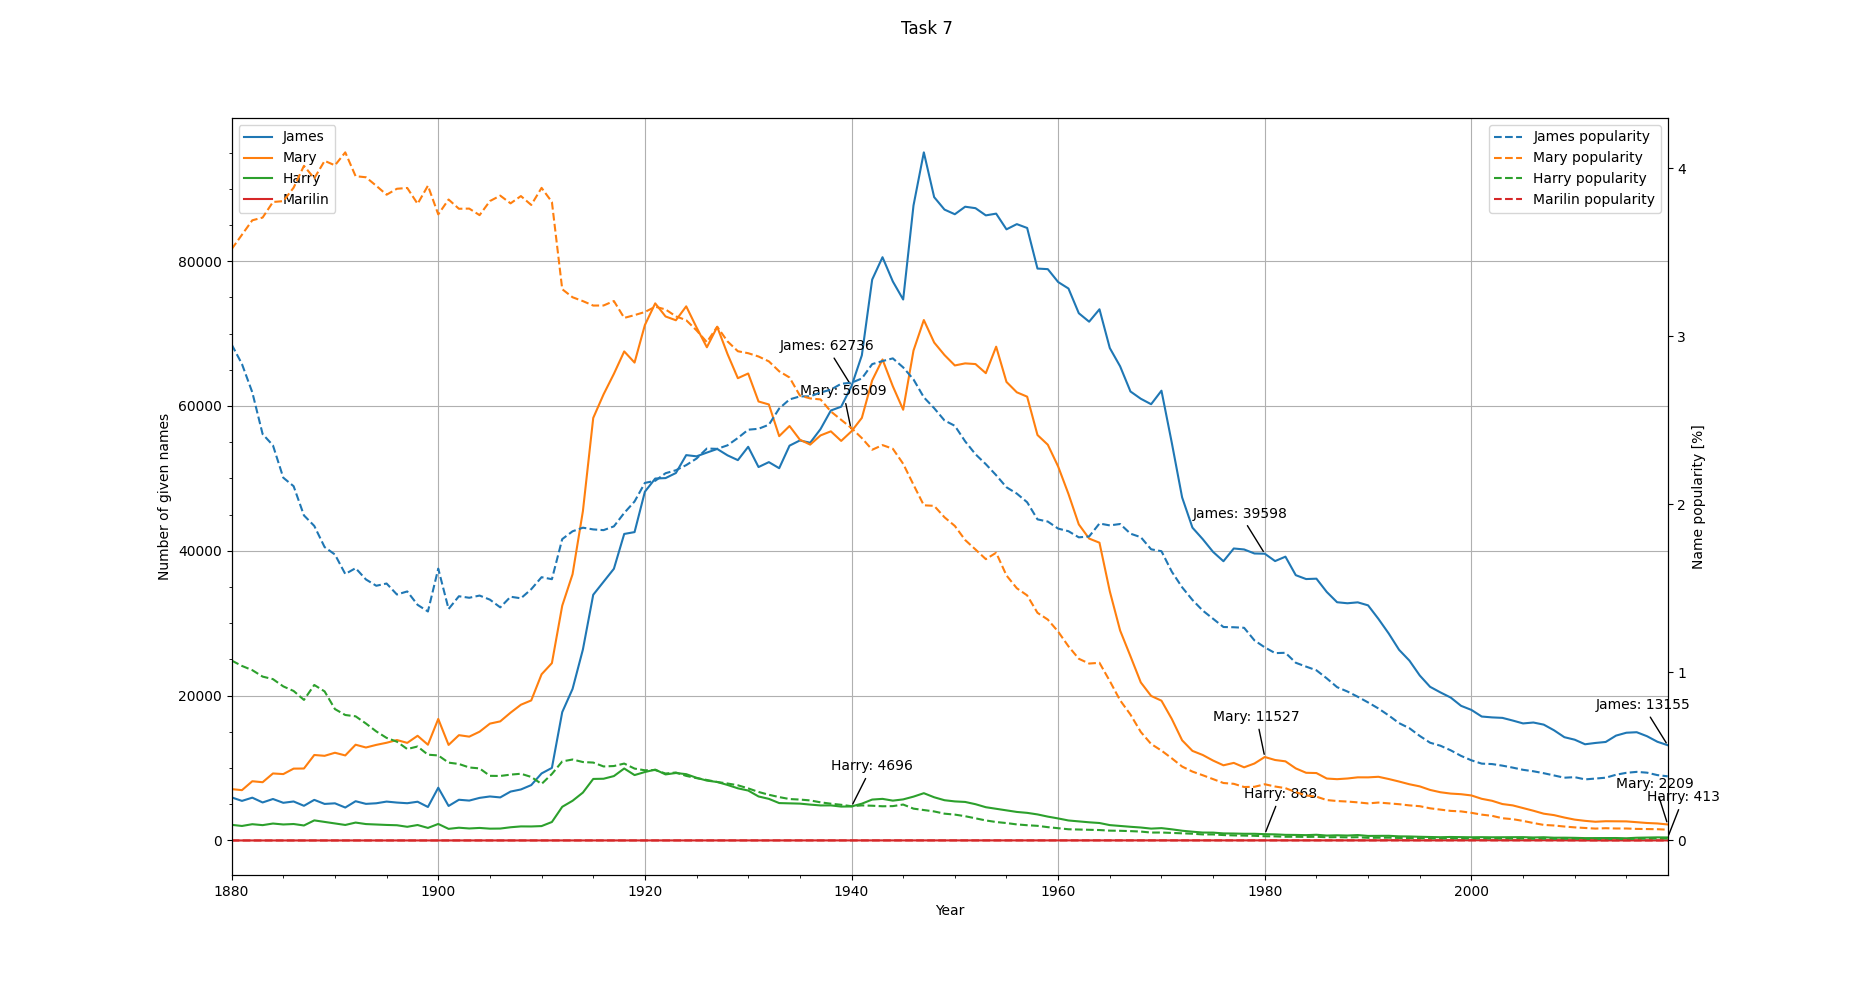 Task 7
James
Mary
Harry
Marilin
James popularity
Mary popularity
Harry popularity
Marilin popularity
Number of given names
80000
60000
40000
20000
0
James: 62736
Mary: 56509
Harry: 4696
James: 39598
Mary: 11527
Harry: 868
James: 13155
Mary: 2209
Harry: 413
4
3
2
1
0
Name popularity [%]
1880
1900
1920
1940
1960
1980
2000
Year